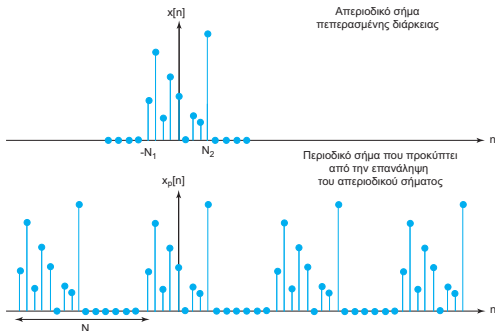 x[n]
Απεριοδικό σήμα
πεπερασμένης διάρκειας
n
-N1
N2
Περιοδικό σήμα που προκύπτει
από την επανάληψη
του απεριοδικού σήματος
xp[n]
n
N